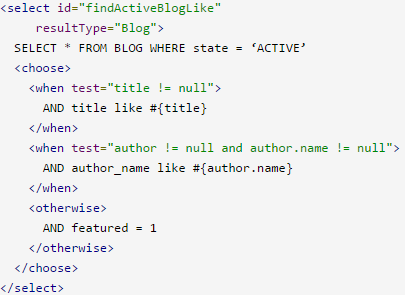 <select id="findActiveBlogLike"
     resultType="Blog">
  SELECT * FROM BLOG WHERE state = ‘ACTIVE’
  <choose>
    <when test="title != null">
      AND title like #{title}
    </when>
    <when test="author != null and author.name != null">
      AND author_name like #{author.name}
    </when>
    <otherwise>
      AND featured = 1
    </otherwise>
  </choose>
</select>